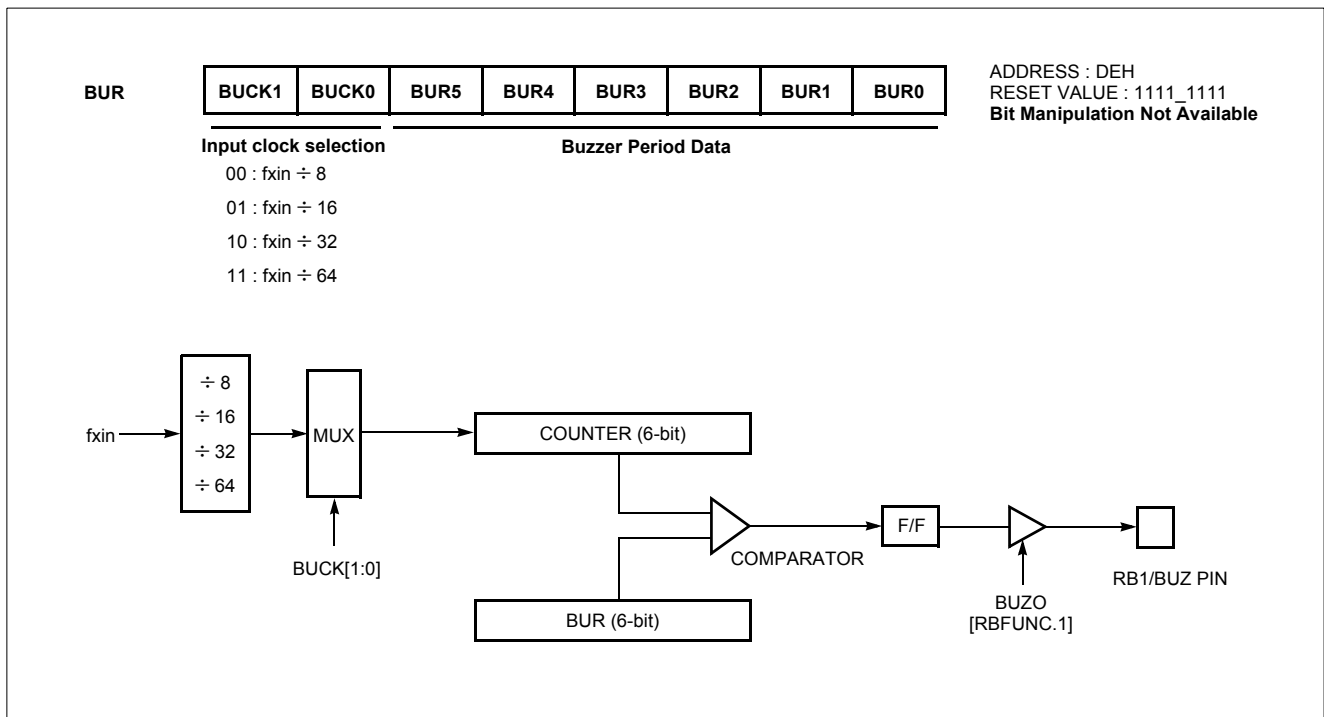 BUR
BUCK1 BUCK0 BUR5 BUR4 BUR3 BUR2 BUR1 BUR0
ADDRESS : DEH
RESET VALUE : 1111_1111
Bit Manipulation Not Available
Input clock selection
Buzzer Period Data
00 : fxin ÷ 8
01 : fxin ÷ 16
10 : fxin ÷ 32
11 : fxin ÷ 64
fxin
÷ 8
÷ 16
÷ 32
÷ 64
MUX
BUCK[1:0]
COUNTER (6-bit)
BUR (6-bit)
COMPARATOR
F/F
BUZO
[RBFUNC.1]
RB1/BUZ PIN